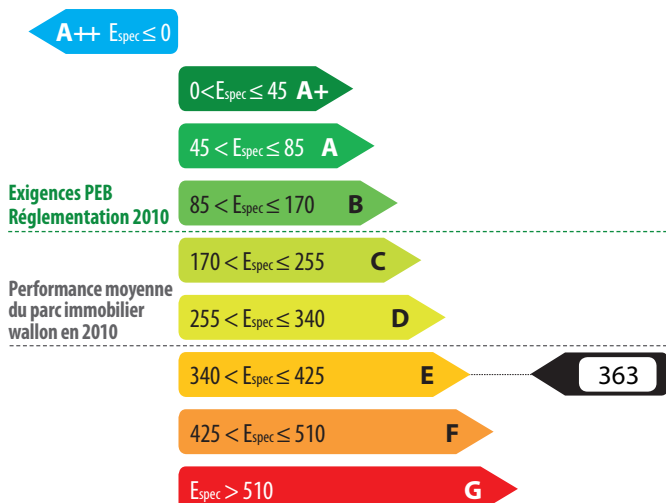 A++ Espec ≤ 0
0<Espec ≤ 45 A+
45 < Espec ≤ 85 A
Exigences PEB
Réglementation 2010
85 < Espec ≤ 170 B
170 < Espec ≤ 255 C
Performance moyenne
du parc immobilier
wallon en 2010
255 < Espec ≤ 340 D
340 < Espec ≤ 425 E 363
425 < Espec ≤ 510 F
Espec > 510 G